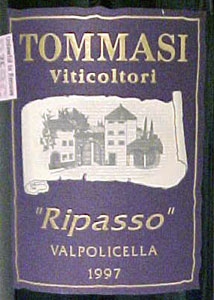 TOMMASI
Viticoltori
"Ripasso"
VALPOLICELLA
1997